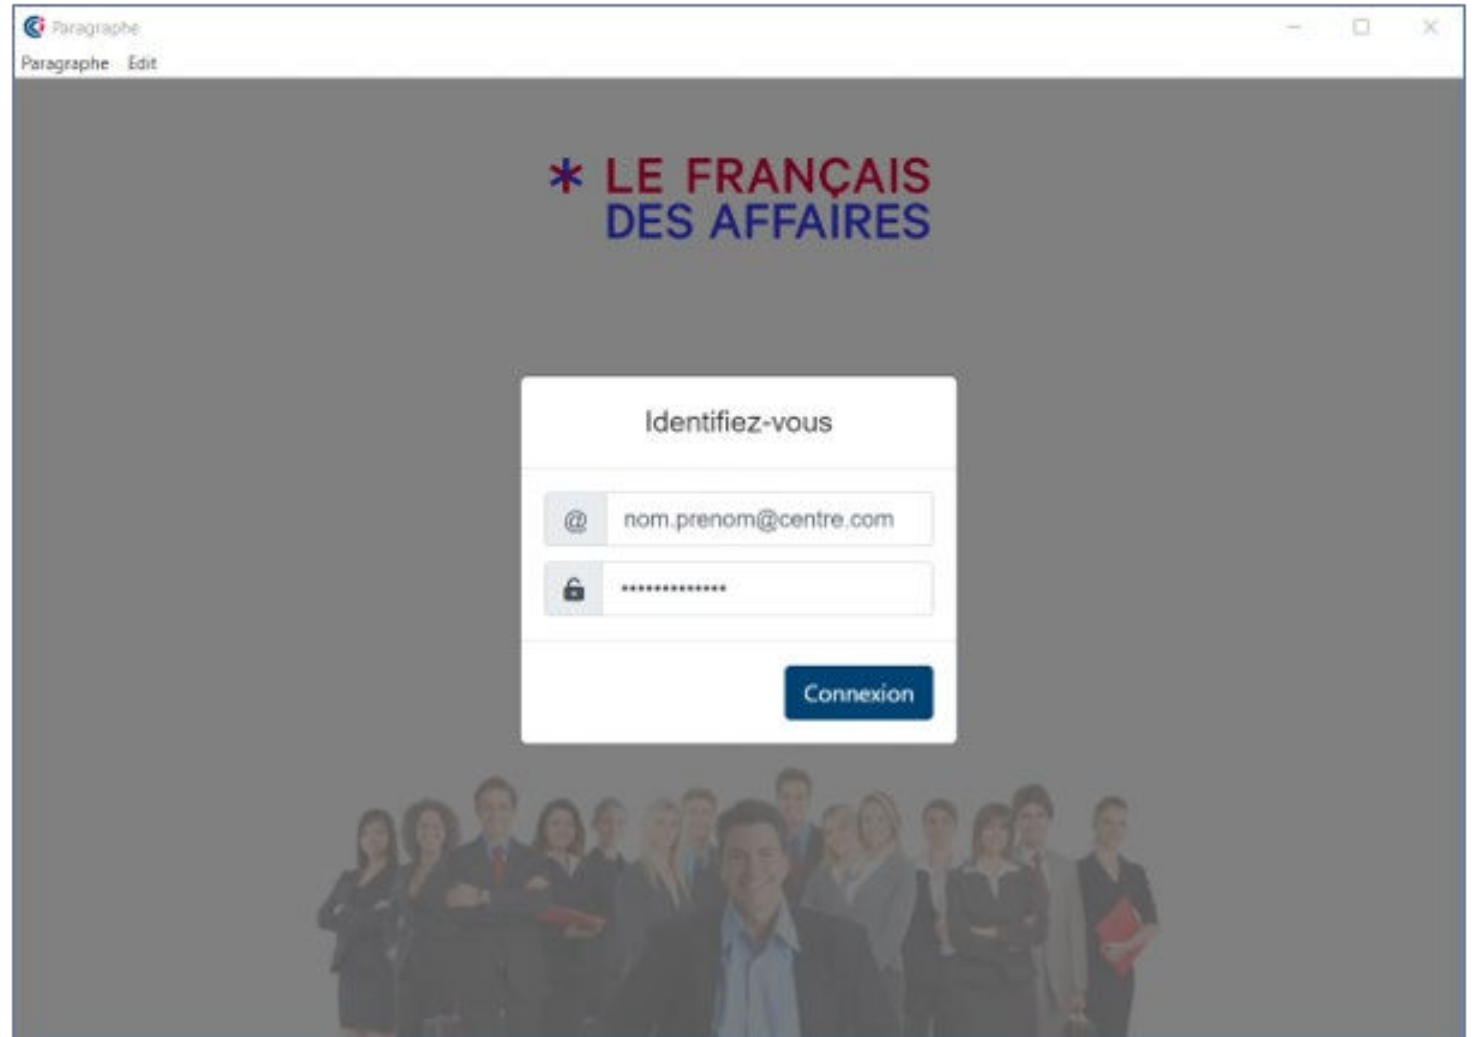 Paragraphe
Paragraphe Edit
* LE FRANÇAIS
DES AFFAIRES
Identifiez-vous
@ nom.prenom@centre.com
•••••••••••••
Connexion